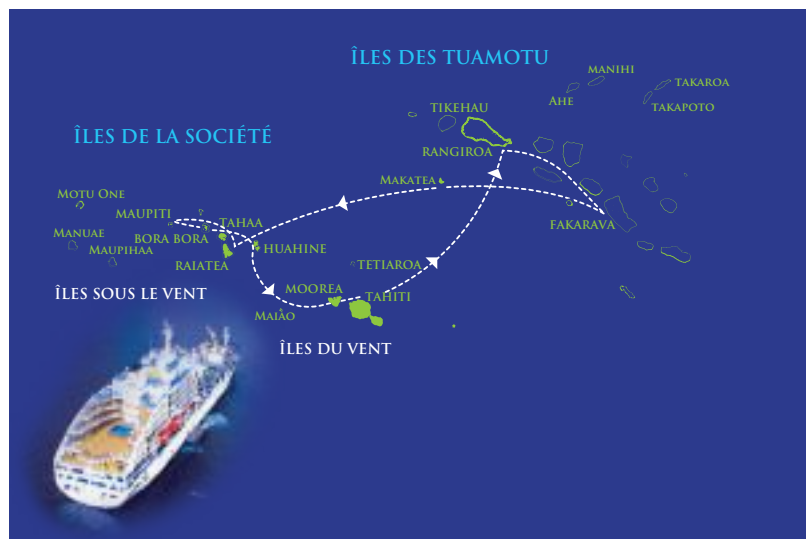 ÎLES DES TUAMOTU
MANIHI
TAKAROA
AHE
TAKAPOTO
TIKEHAU
ÎLES DE LA SOCIÉTÉ
RANGIROA
MAKATEA
MOTU ONE
MAUPITI
TAHAA
FAKARAVA
MANUAE
BORA BORA
HUAHINE
MAUPIHAA
RAIATEA
TETIAROA
ÎLES SOUS LE VENT
MOOREA
TAHITI
MAIAO
ÎLES DU VENT